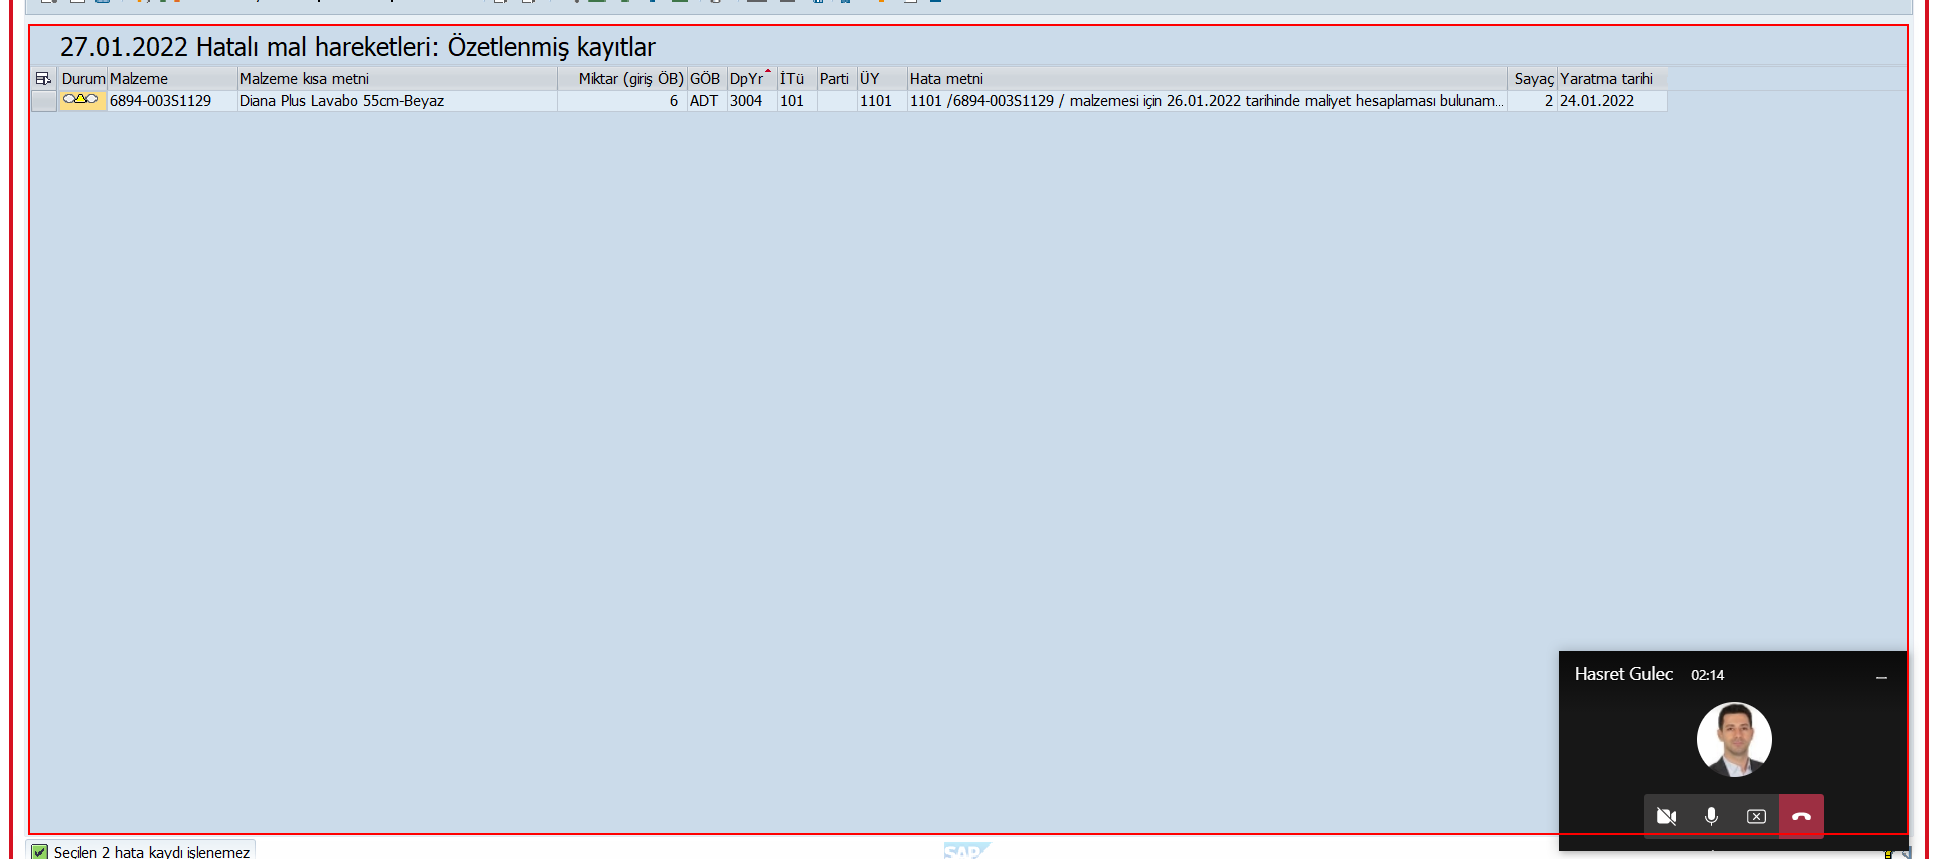 27.01.2022 Hatalı mal hareketleri: Özetlenmiş kayıtlar
Durum Malzeme Malzeme kısa metni Miktar (giriş ÖB) GÖB DpYr İTü Parti ÜY Hata metni Sayaç Yaratma tarihi
6894-003S1129 Diana Plus Lavabo 55cm-Beyaz 6 ADT 3004 101 1101 1101 /6894-003S1129 / malzemesi için 26.01.2022 tarihinde maliyet hesaplaması bulunam... 2 24.01.2022
Hasret Gulec 02:14
Seçilen 2 hata kaydı işlenemez
SAP